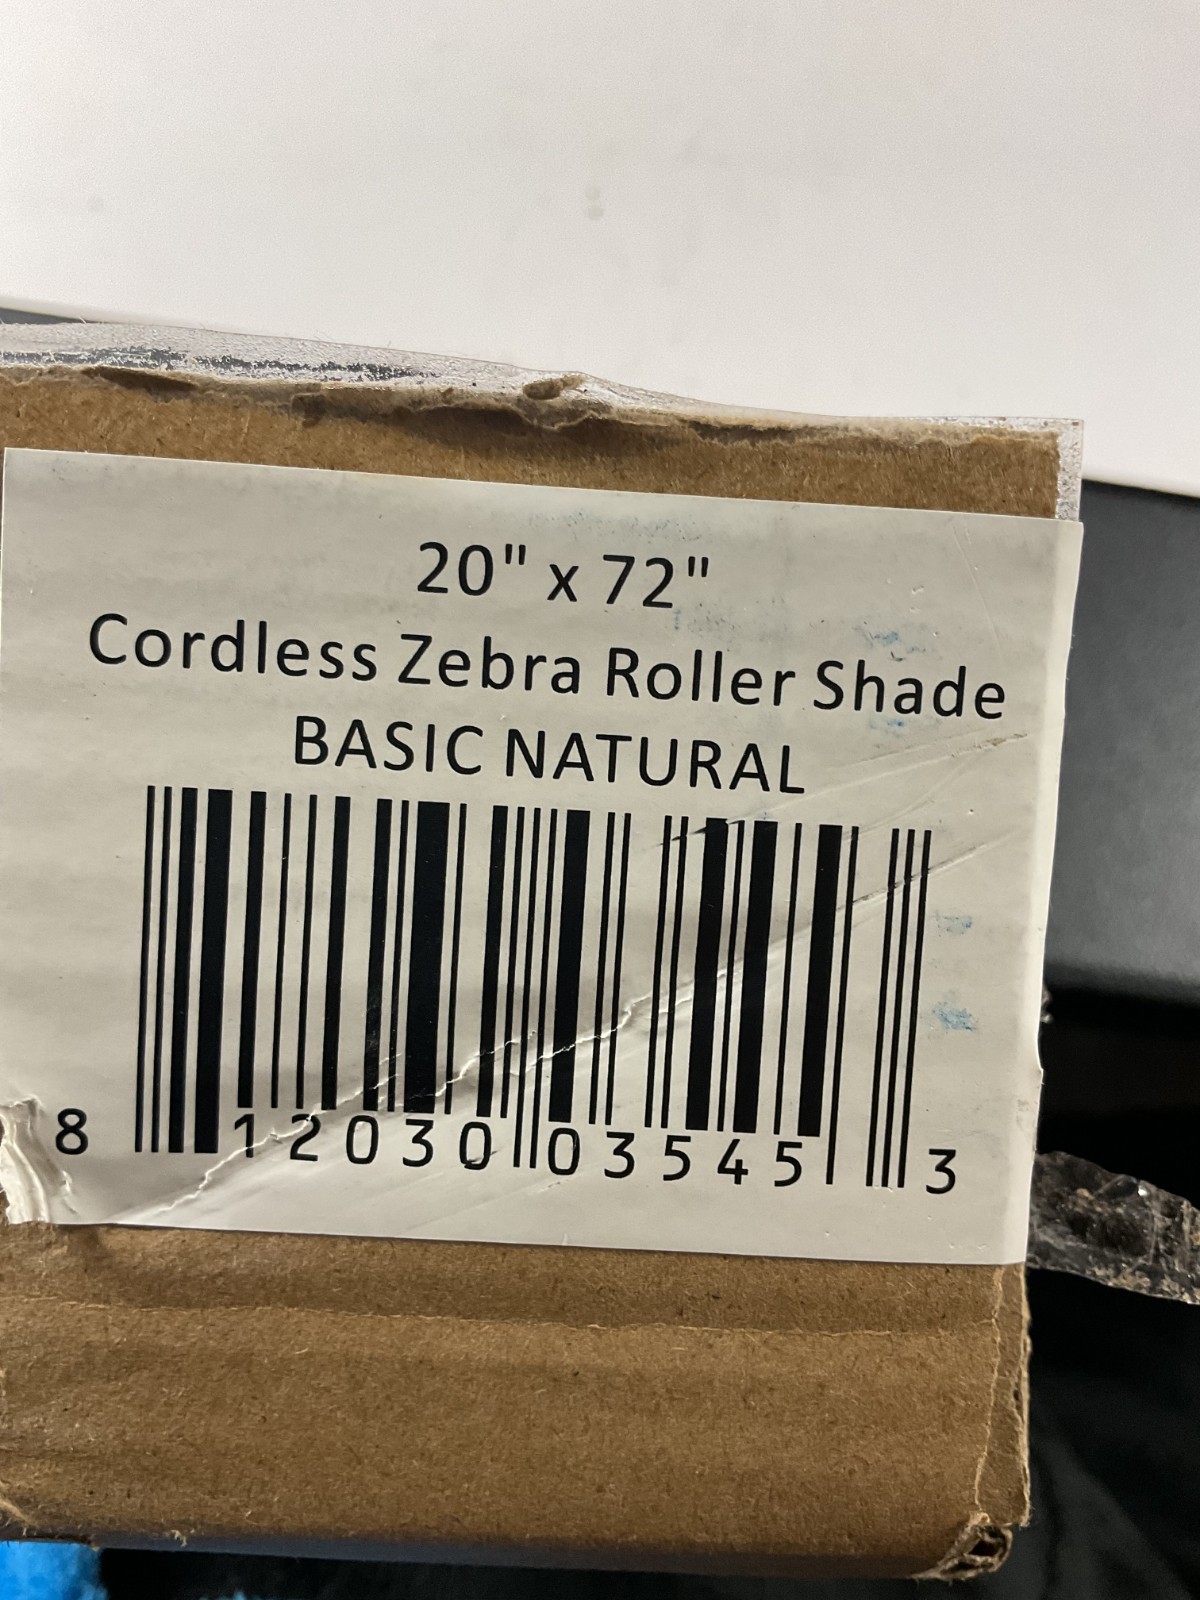 20" x 72"
Cordless Zebra Roller Shade
BASIC NATURAL
8 12030 03545 3